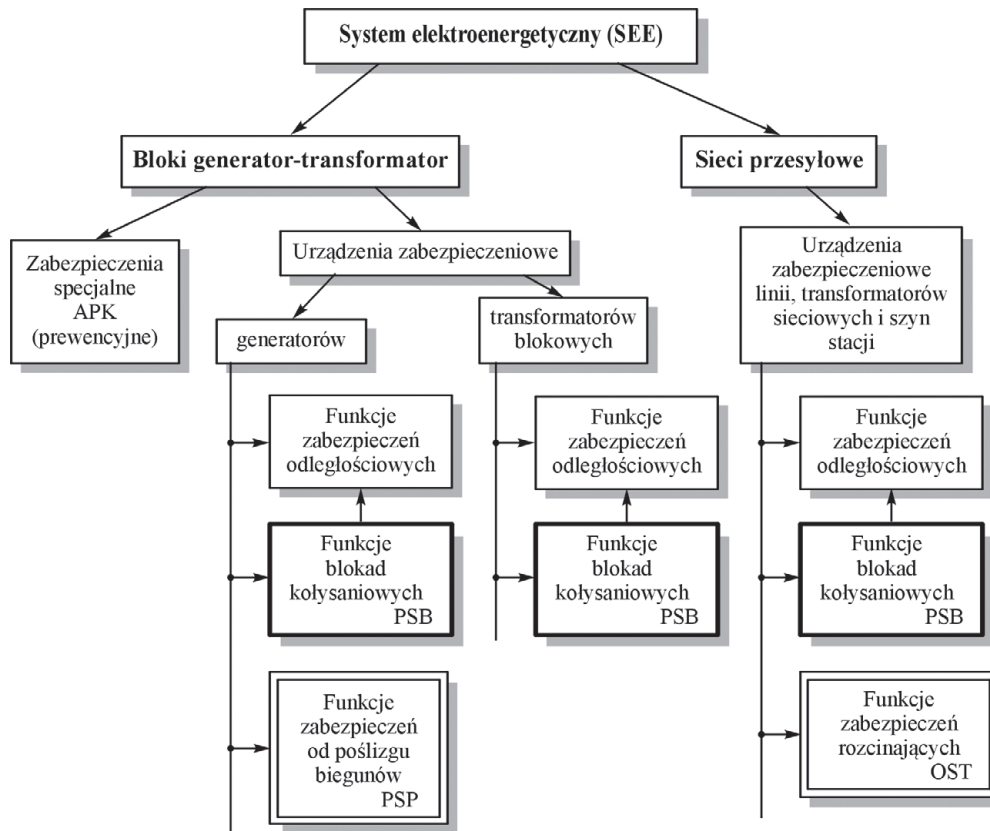 System elektroenergetyczny (SEE)
Bloki generator-transformator
Sieci przesyłowe
Zabezpieczenia
specjalne
APK
(prewencyjne)
Urządzenia zabezpieczeniowe
generatorów
transformatorów
blokowych
Urządzenia
zabezpieczeniowe
linii, transformatorów
sieciowych i szyn
stacji
Funkcje
zabezpieczeń
odległościowych
Funkcje
blokad
kołysaniowych
PSB
Funkcje
zabezpieczeń
od poślizgu
biegunów
PSP
Funkcje
zabezpieczeń
odległościowych
Funkcje
blokad
kołysaniowych
PSB
Funkcje
zabezpieczeń
odległościowych
Funkcje
blokad
kołysaniowych
PSB
Funkcje
zabezpieczeń
rozcinających
OST